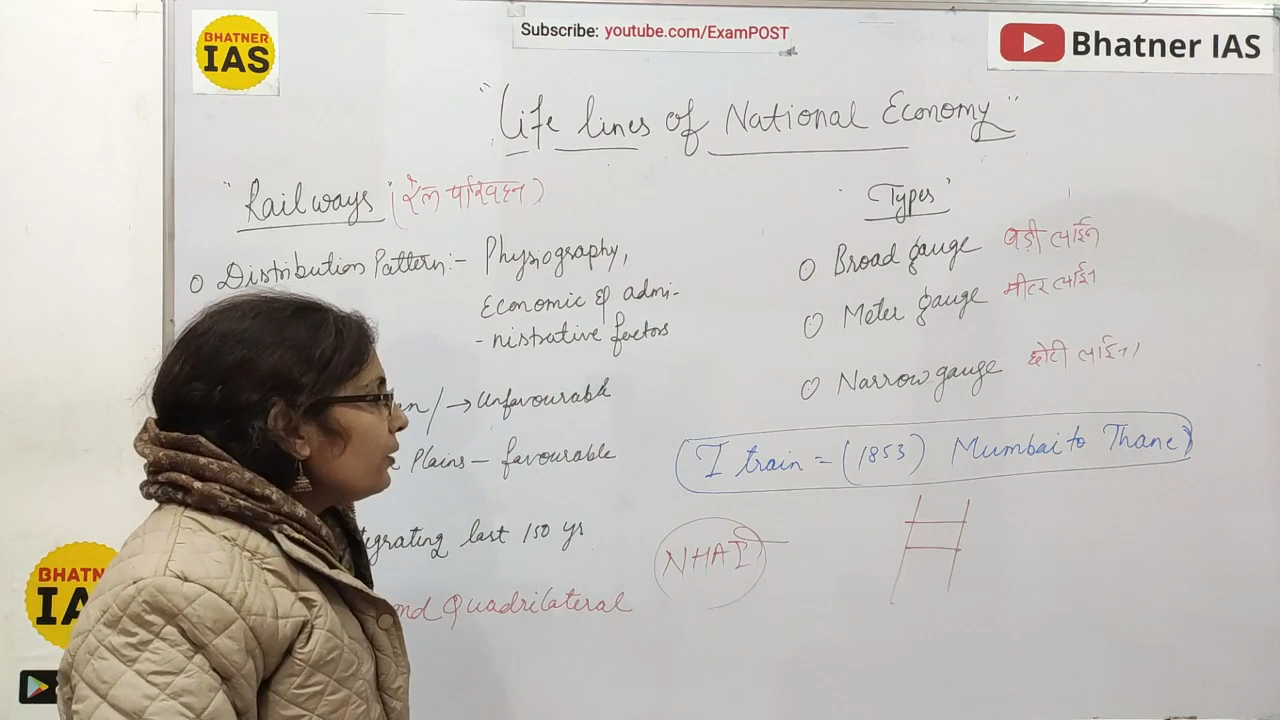 BHATNER
IAS
Subscribe: youtube.com/ExamPOST
Bhatner IAS
"Life lines of National Economy"
"Railways" (रेल परिवहन)
o Distribution Pattern:- Physiography,
Economic & admi-
-nistrative factors
→ Unfavourable
Plains – favourable
last 150 yr
Quadrilateral
"Types"
o Broad gauge बड़ी लाईन
o Meter gauge मीटर लाईन
o Narrow gauge छोटी लाईन
I train = (1853) Mumbai to Thane
NHAI
BHATN
IA